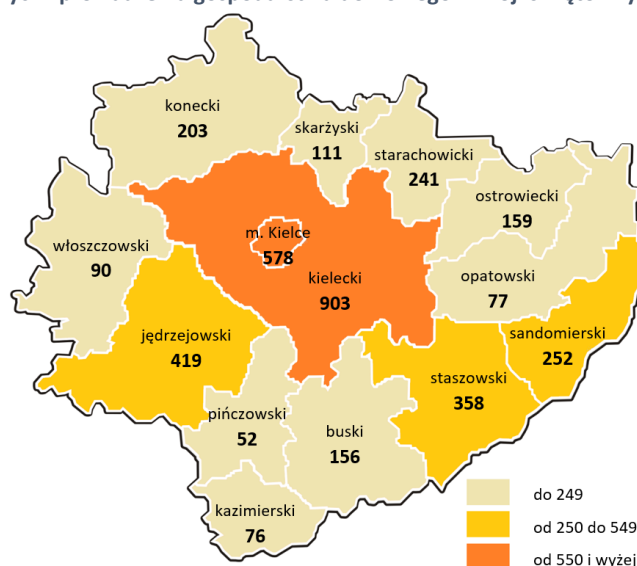 konecki
203
skarżyski
111
starachowicki
241
ostrowiecki
159
włoszczowski
90
m. Kielce
578
kielecki
903
opatowski
77
jędrzejowski
419
sandomierski
252
staszowski
358
pińczowski
52
buski
156
kazimierski
76
do 249
od 250 do 549
od 550 i wyżej